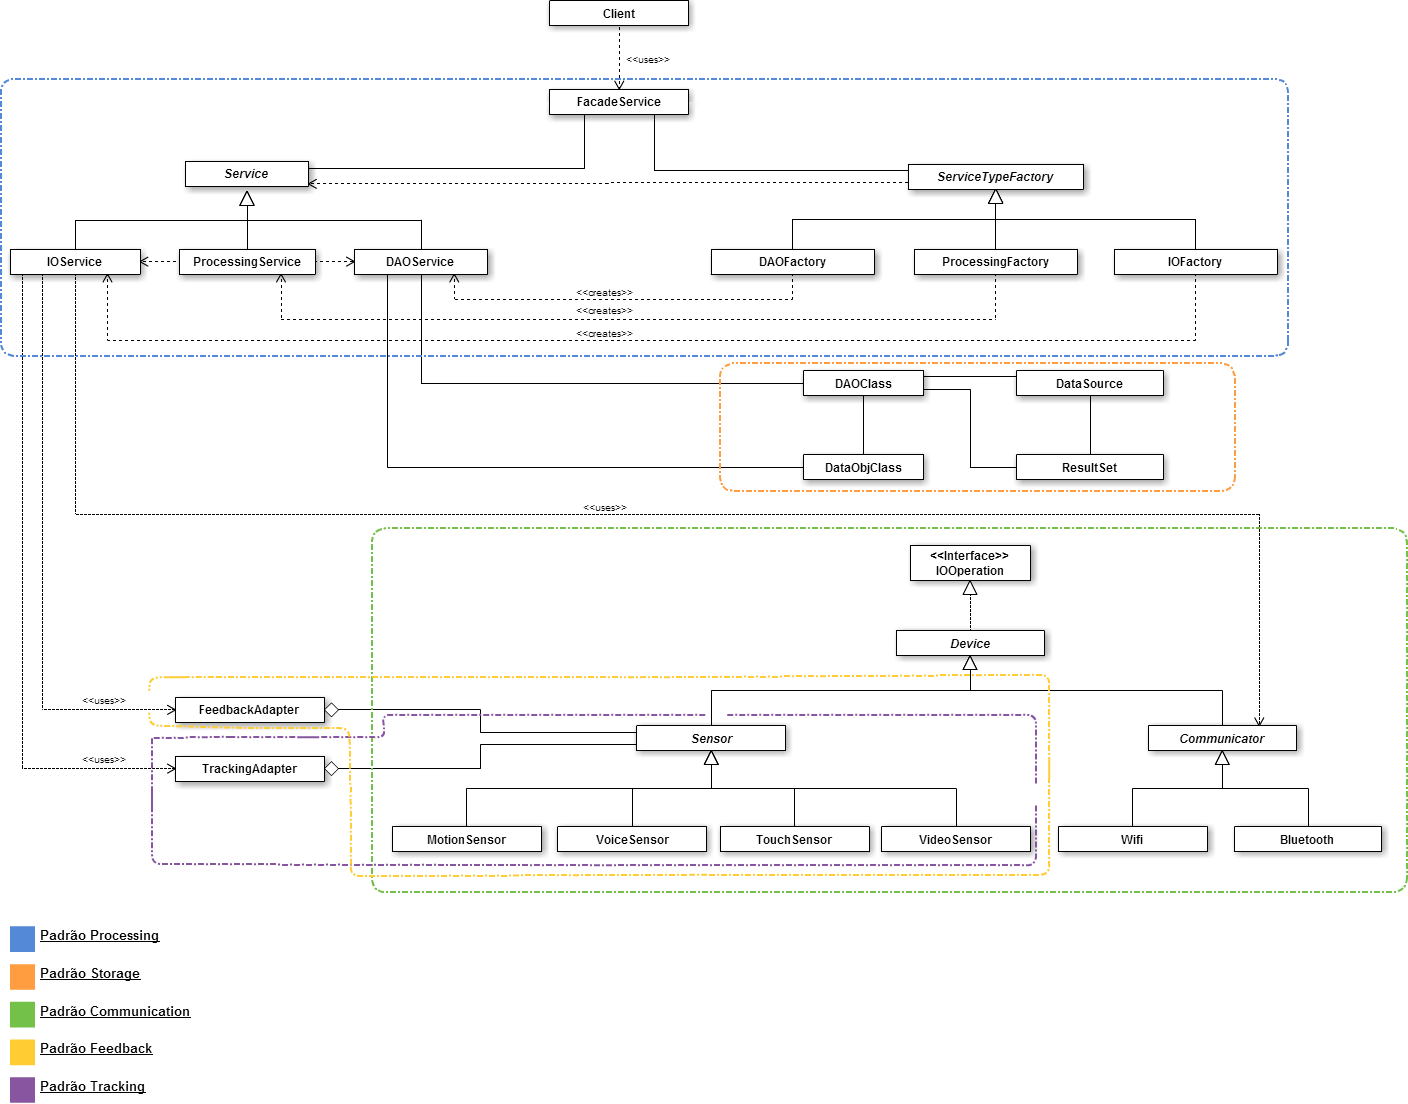 Client
<<uses>>
FacadeService
Service
ServiceTypeFactory
IOService
ProcessingService
DAOService
DAOFactory
ProcessingFactory
IOFactory
<<creates>>
<<creates>>
<<creates>>
DAOClass
DataSource
DataObjClass
ResultSet
<<uses>>
<<Interface>>
IOOperation
Device
<<uses>>
FeedbackAdapter
Sensor
Communicator
<<uses>>
TrackingAdapter
MotionSensor
VoiceSensor
TouchSensor
VideoSensor
Wifi
Bluetooth
Padrão Processing
Padrão Storage
Padrão Communication
Padrão Feedback
Padrão Tracking